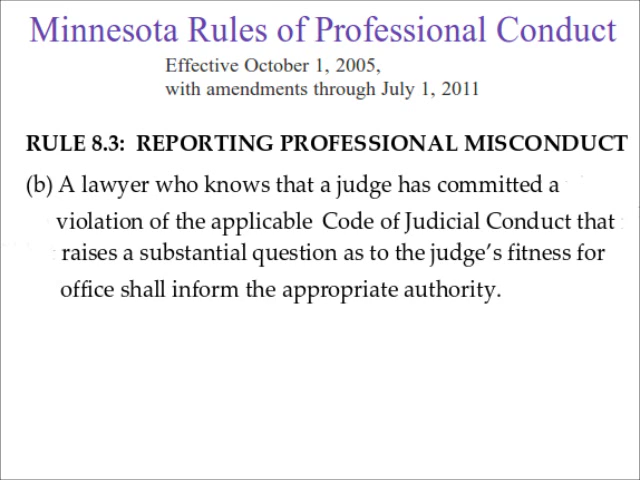 Minnesota Rules of Professional Conduct
Effective October 1, 2005,
with amendments through July 1, 2011
RULE 8.3: REPORTING PROFESSIONAL MISCONDUCT
(b) A lawyer who knows that a judge has committed a
violation of the applicable Code of Judicial Conduct that
raises a substantial question as to the judge’s fitness for
office shall inform the appropriate authority.